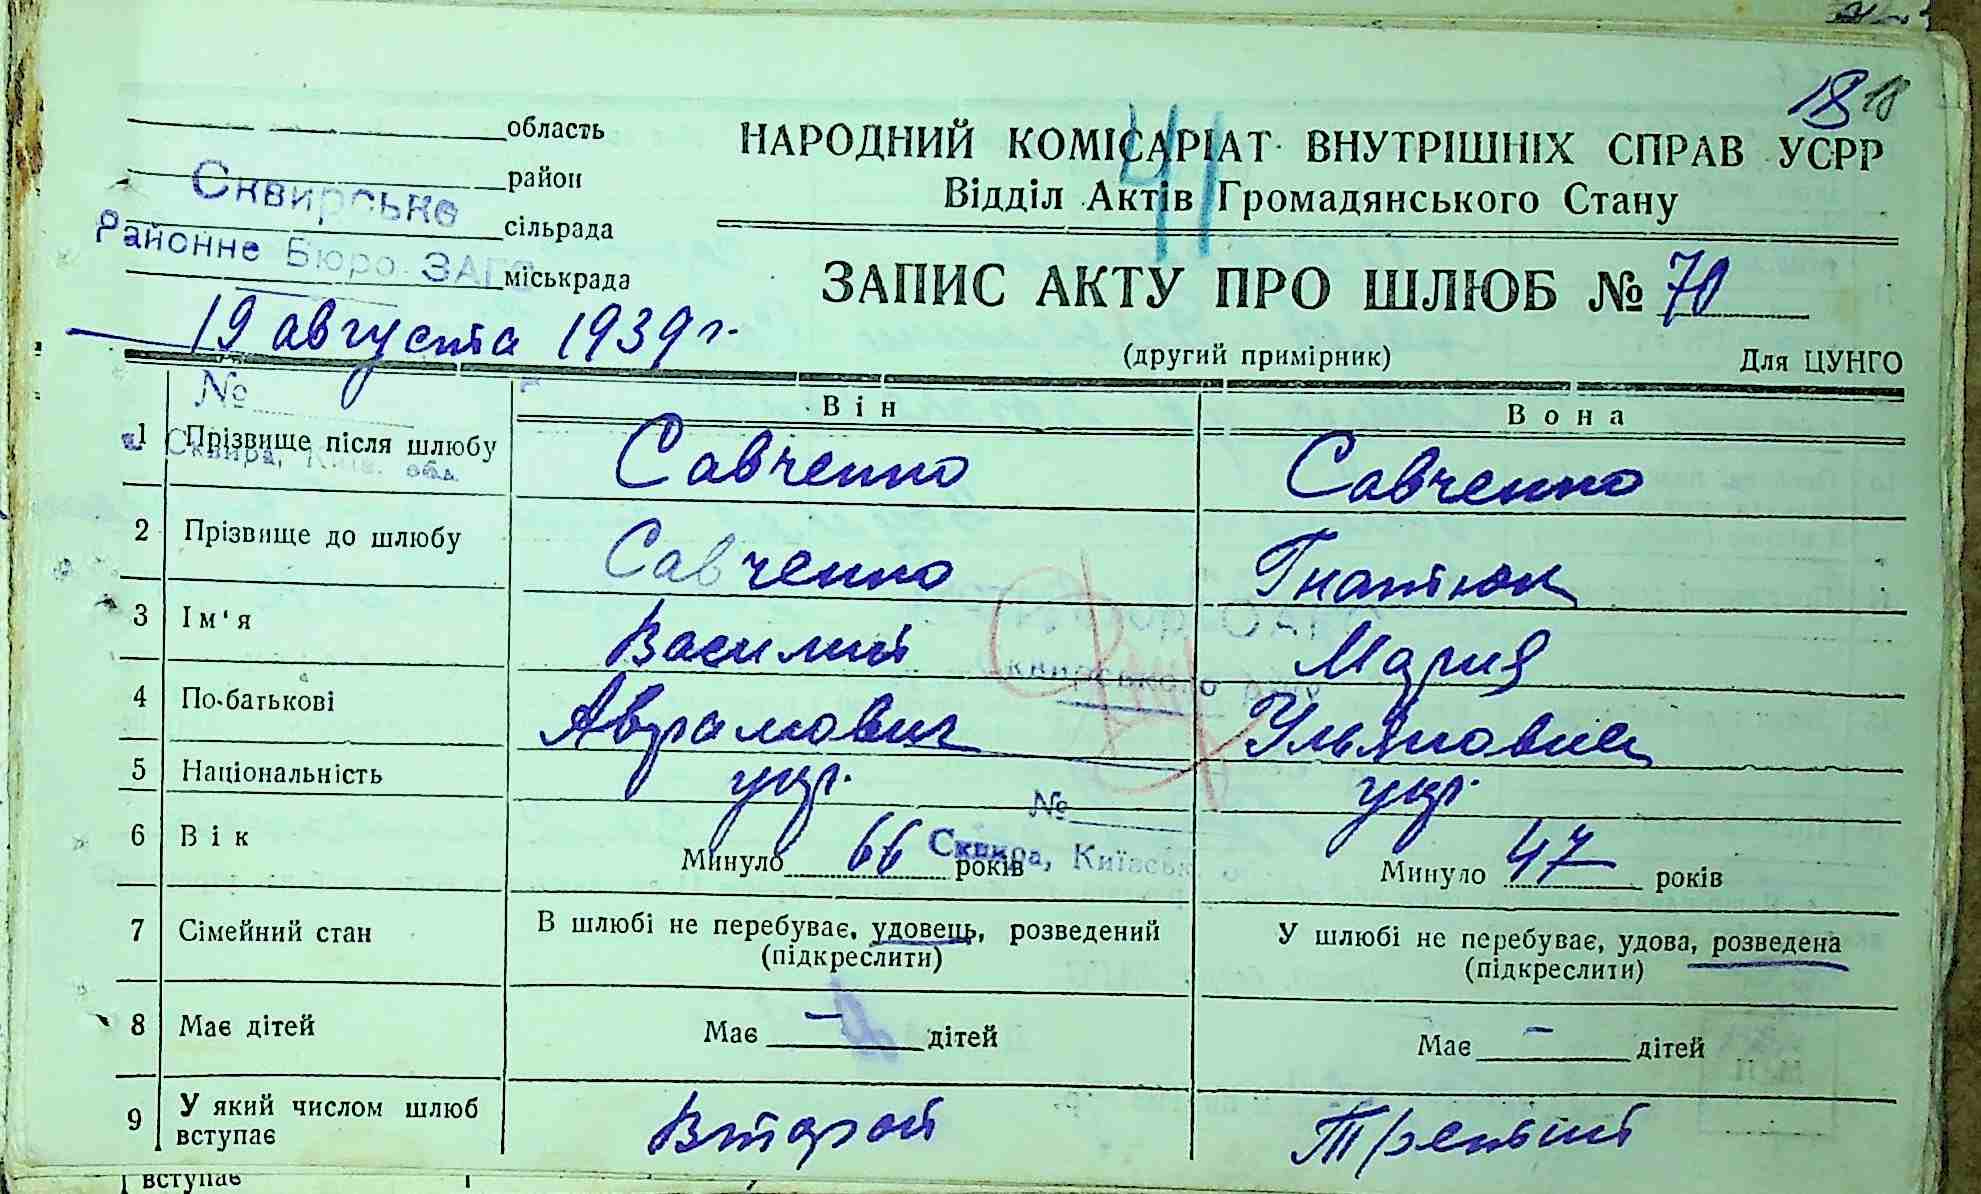 18 18
область
район
Сквирське
сільрада
Районне Бюро ЗАГС
міськрада
19 августа 1939 г.
НАРОДНИЙ КОМІСАРІАТ ВНУТРІШНІХ СПРАВ УСРР
Відділ Актів Громадянського Стану
41
ЗАПИС АКТУ ПРО ШЛЮБ № 70
(другий примірник) Для ЦУНГО
№
Він Вона
1 Прізвище після шлюбу Савченко Савченко
Сквира, Київ. обл.
2 Прізвище до шлюбу Савченко Гнатюк
3 Ім'я Василий Мария
4 По-батькові Аврамович Ульяновна
5 Національність укр. укр.
№
6 Вік Минуло 66 років Минуло 47 років
Сквира, Київськ
7 Сімейний стан В шлюбі не перебуває, удовець, розведений У шлюбі не перебуває, удова, розведена
(підкреслити) (підкреслити)
8 Має дітей Має — дітей Має — дітей
9 У який числом шлюб вступає Второй Третий
вступає